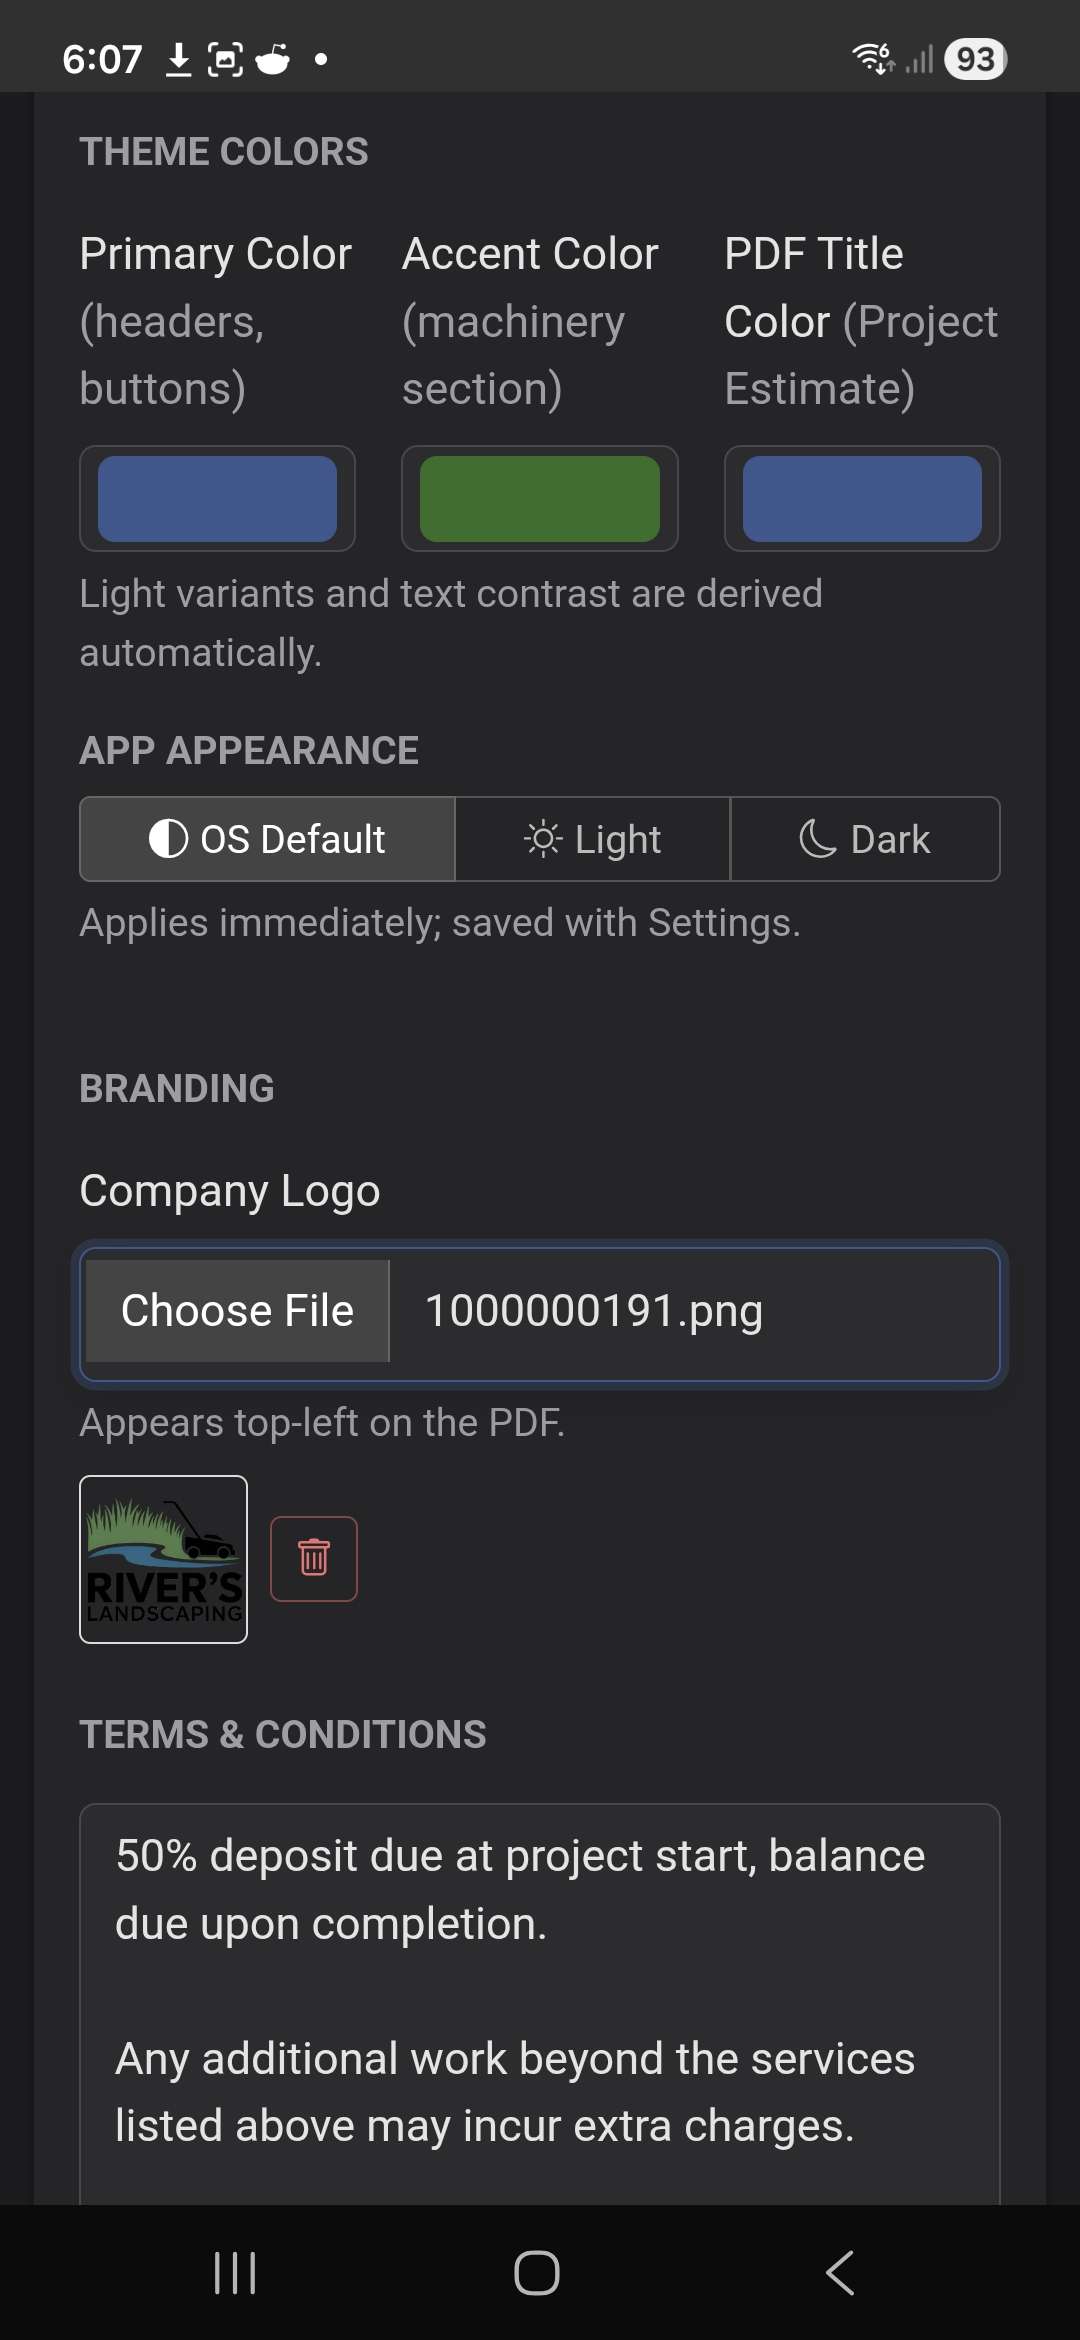 6:07
6
93
THEME COLORS
Primary Color (headers, buttons)
Accent Color (machinery section)
PDF Title Color (Project Estimate)
Light variants and text contrast are derived
automatically.
APP APPEARANCE
OS Default
Light
Dark
Applies immediately; saved with Settings.
BRANDING
Company Logo
Choose File
1000000191.png
Appears top-left on the PDF.
RIVER'S
LANDSCAPING
TERMS & CONDITIONS
50% deposit due at project start, balance
due upon completion.
Any additional work beyond the services
listed above may incur extra charges.